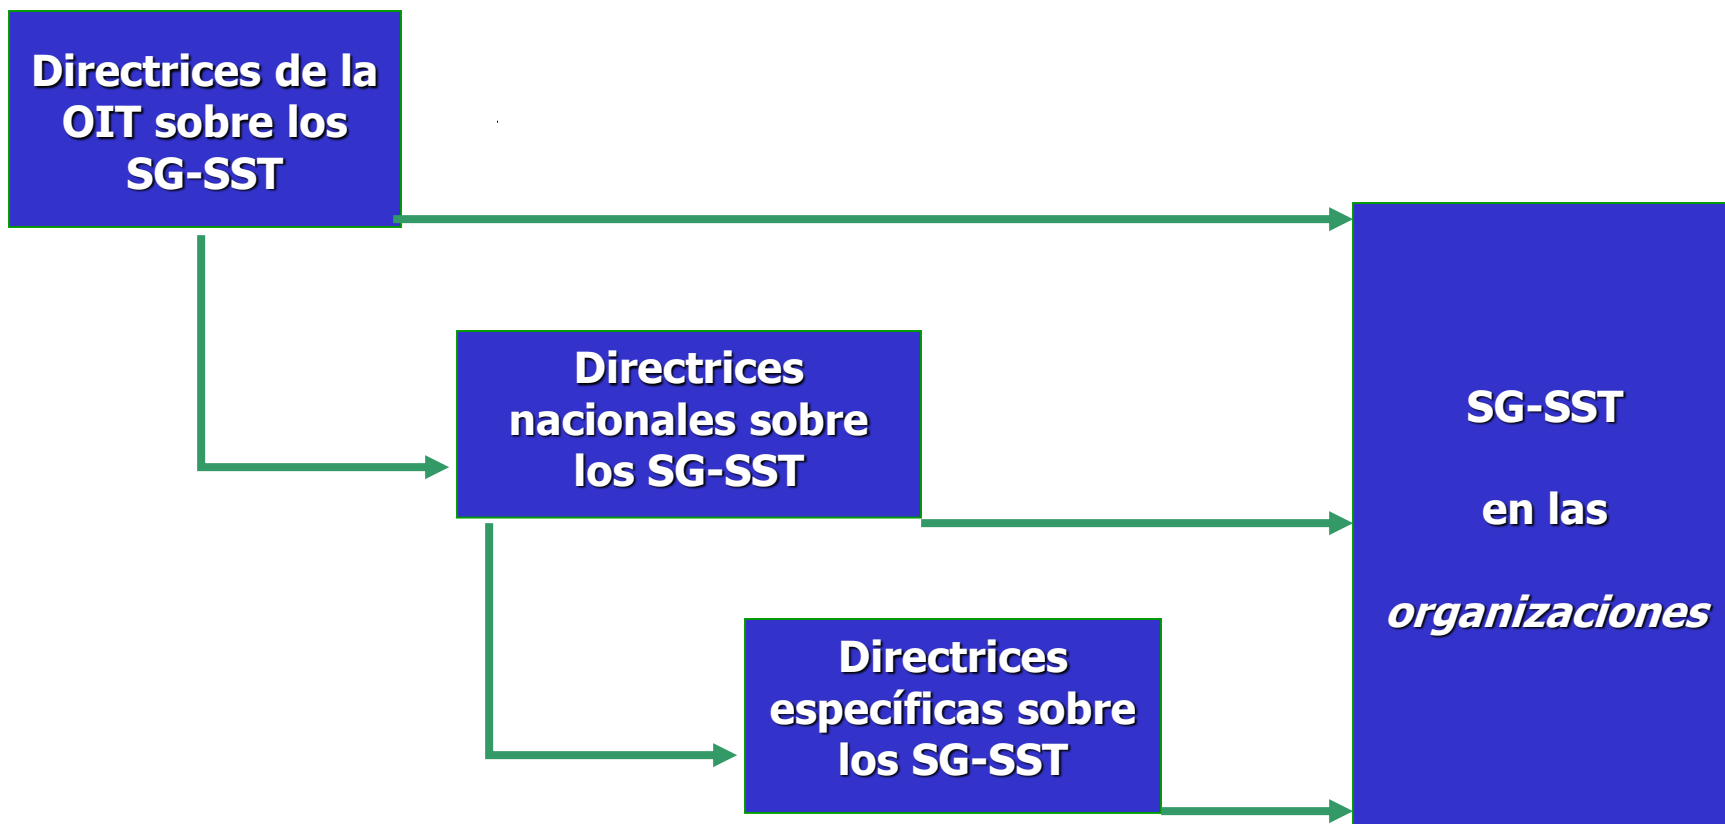 Directrices de la
OIT sobre los
SG-SST
Directrices
nacionales sobre
los SG-SST
Directrices
específicas sobre
los SG-SST
SG-SST
en las
organizaciones